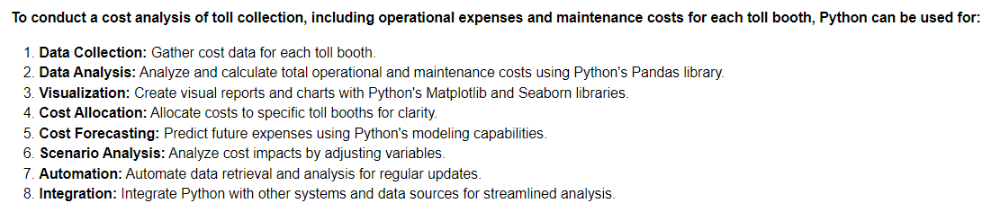 To conduct a cost analysis of toll collection, including operational expenses and maintenance costs for each toll booth, Python can be used for:
1. Data Collection: Gather cost data for each toll booth.
2. Data Analysis: Analyze and calculate total operational and maintenance costs using Python's Pandas library.
3. Visualization: Create visual reports and charts with Python's Matplotlib and Seaborn libraries.
4. Cost Allocation: Allocate costs to specific toll booths for clarity.
5. Cost Forecasting: Predict future expenses using Python's modeling capabilities.
6. Scenario Analysis: Analyze cost impacts by adjusting variables.
7. Automation: Automate data retrieval and analysis for regular updates.
8. Integration: Integrate Python with other systems and data sources for streamlined analysis.